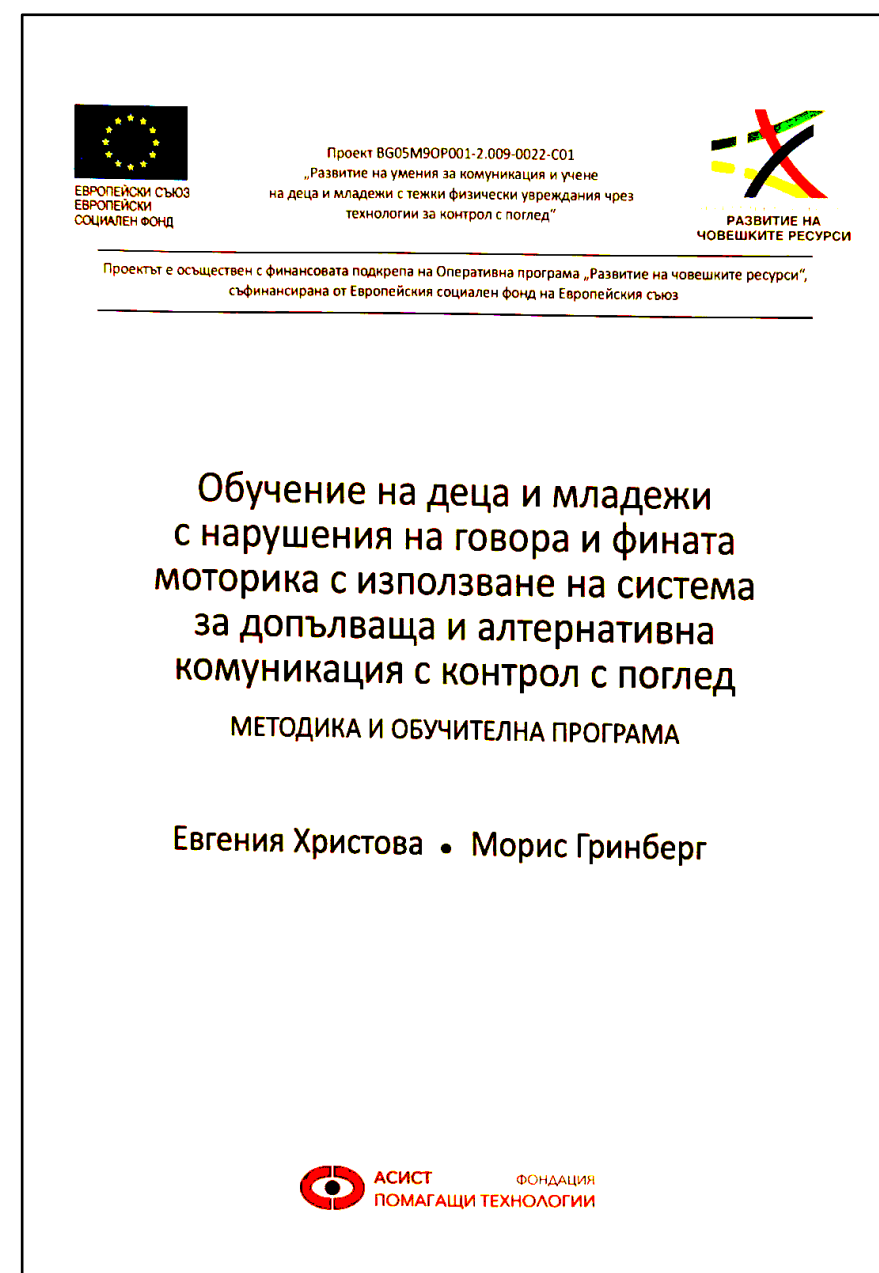 ЕВРОПЕЙСКИ СЪЮЗ
ЕВРОПЕЙСКИ
СОЦИАЛЕН ФОНД
Проект BG05M9OP001-2.009-0022-C01
„Развитие на умения за комуникация и учене
на деца и младежи с тежки физически увреждания чрез
технологии за контрол с поглед“
РАЗВИТИЕ НА
ЧОВЕШКИТЕ РЕСУРСИ
Проектът е осъществен с финансовата подкрепа на Оперативна програма „Развитие на човешките ресурси“,
съфинансирана от Европейския социален фонд на Европейския съюз
Обучение на деца и младежи
с нарушения на говора и фината
моторика с използване на система
за допълваща и алтернативна
комуникация с контрол с поглед
МЕТОДИКА И ОБУЧИТЕЛНА ПРОГРАМА
Евгения Христова • Морис Гринберг
АСИСТ ФОНДАЦИЯ
ПОМАГАЩИ ТЕХНОЛОГИИ